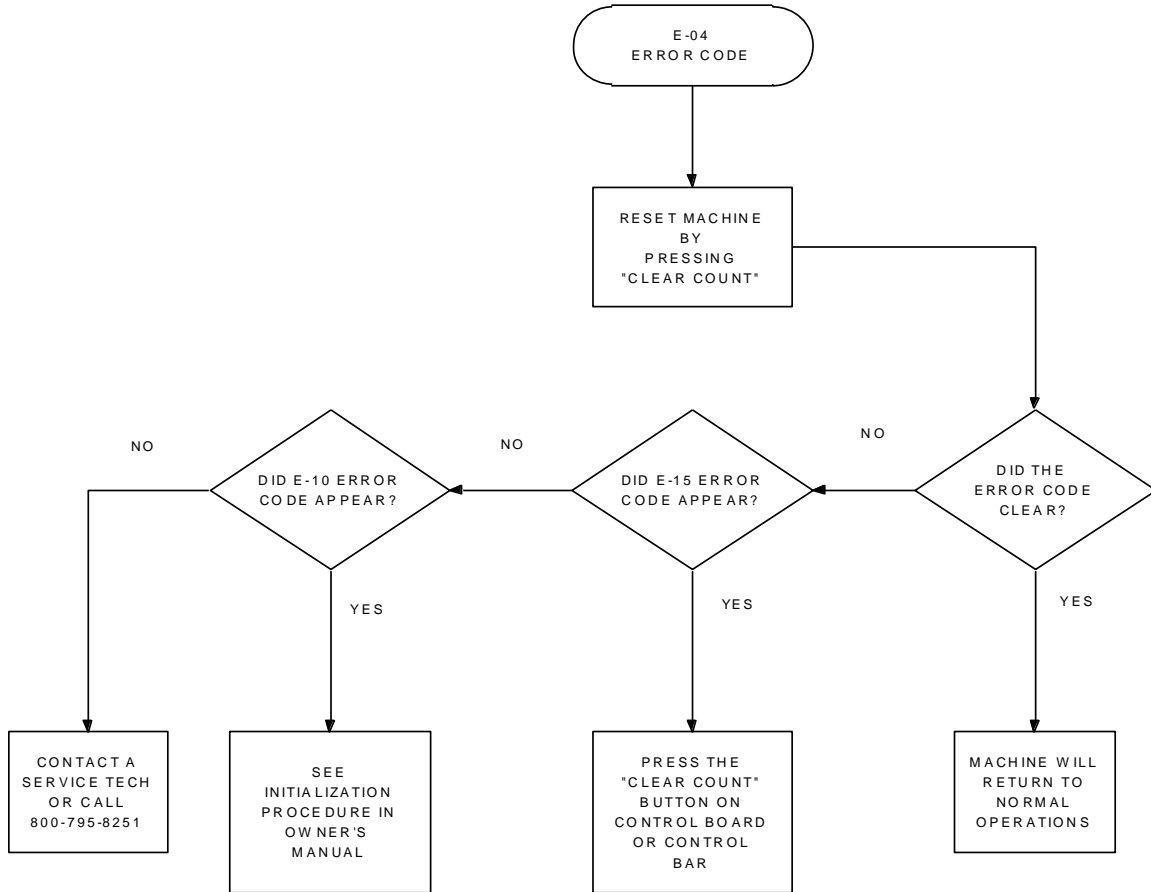 E-04
ERROR CODE
RESET MACHINE
BY
PRESSING
"CLEAR COUNT"
DID THE
ERROR CODE
CLEAR?
NO
YES
DID E-15 ERROR
CODE APPEAR?
NO
YES
DID E-10 ERROR
CODE APPEAR?
NO
YES
CONTACT A
SERVICE TECH
OR CALL
800-795-8251
SEE
INITIALIZATION
PROCEDURE IN
OWNER'S
MANUAL
PRESS THE
"CLEAR COUNT"
BUTTON ON
CONTROL BOARD
OR CONTROL
BAR
MACHINE WILL
RETURN TO
NORMAL
OPERATIONS